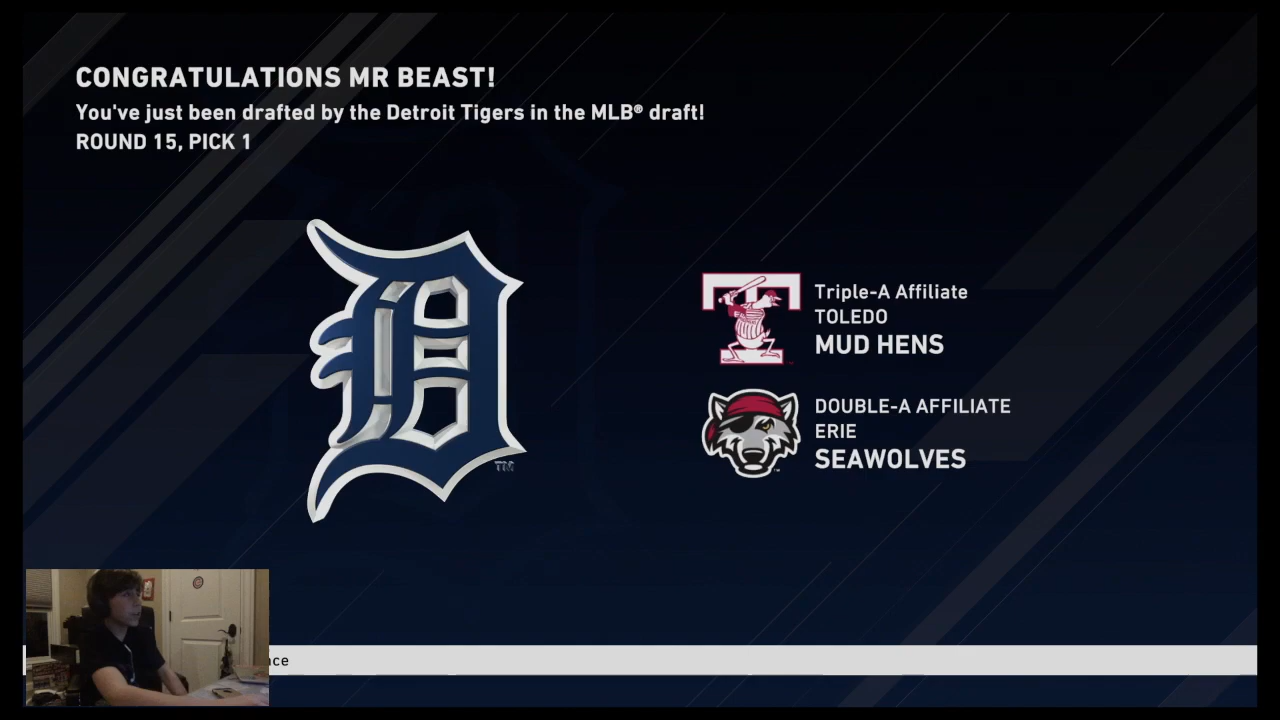 CONGRATULATIONS MR BEAST!
You've just been drafted by the Detroit Tigers in the MLB® draft!
ROUND 15, PICK 1
Triple-A Affiliate
TOLEDO
MUD HENS
DOUBLE-A AFFILIATE
ERIE
SEAWOLVES
TM